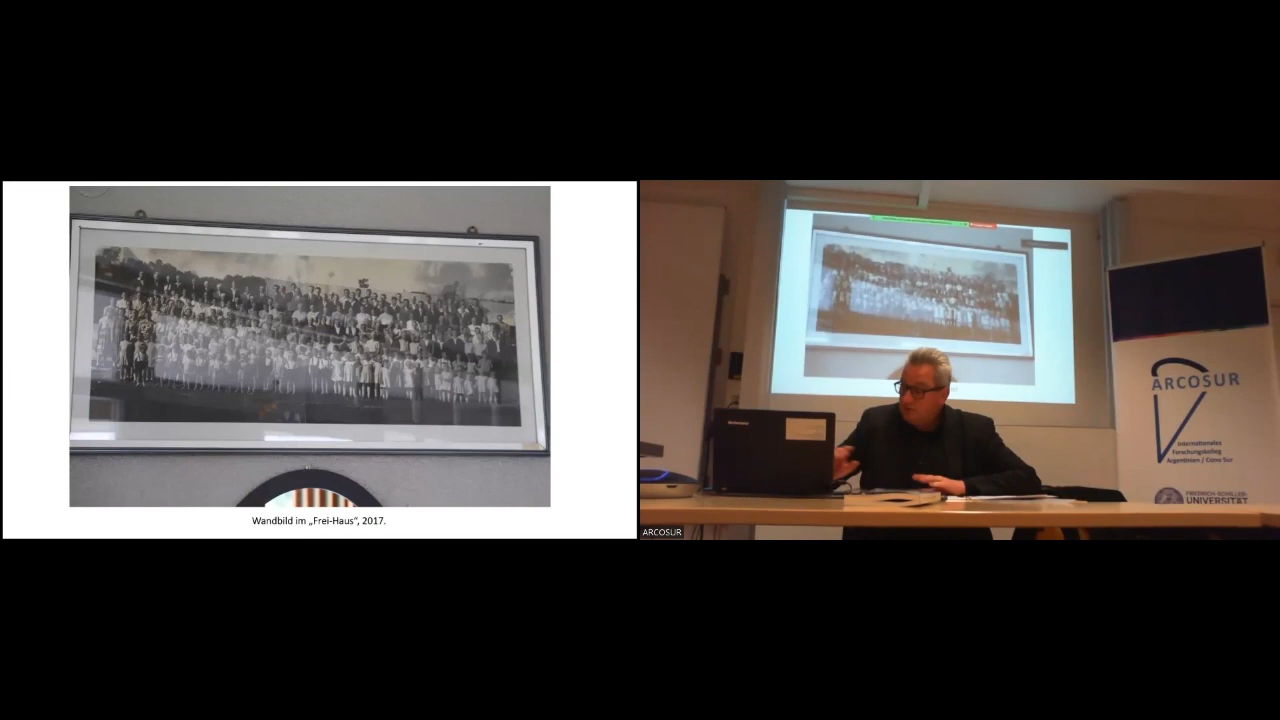 Wandbild im „Frei-Haus“, 2017.
ARCOSUR
Internationales
Forschungskolleg
Argentinien / Cono Sur
FRIEDRICH-SCHILLER-
UNIVERSITÄT
ARCOSUR